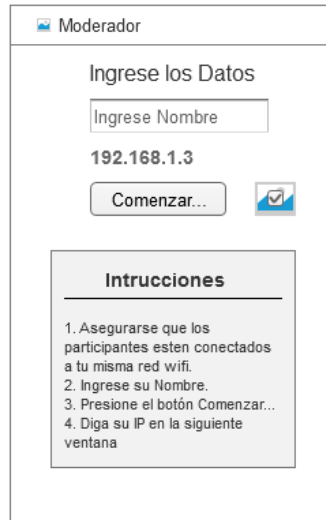 Moderador
Ingrese los Datos
Ingrese Nombre
192.168.1.3
Comenzar...
Intrucciones
1. Asegurarse que los
participantes esten conectados
a tu misma red wifi.
2. Ingrese su Nombre.
3. Presione el botón Comenzar...
4. Diga su IP en la siguiente
ventana